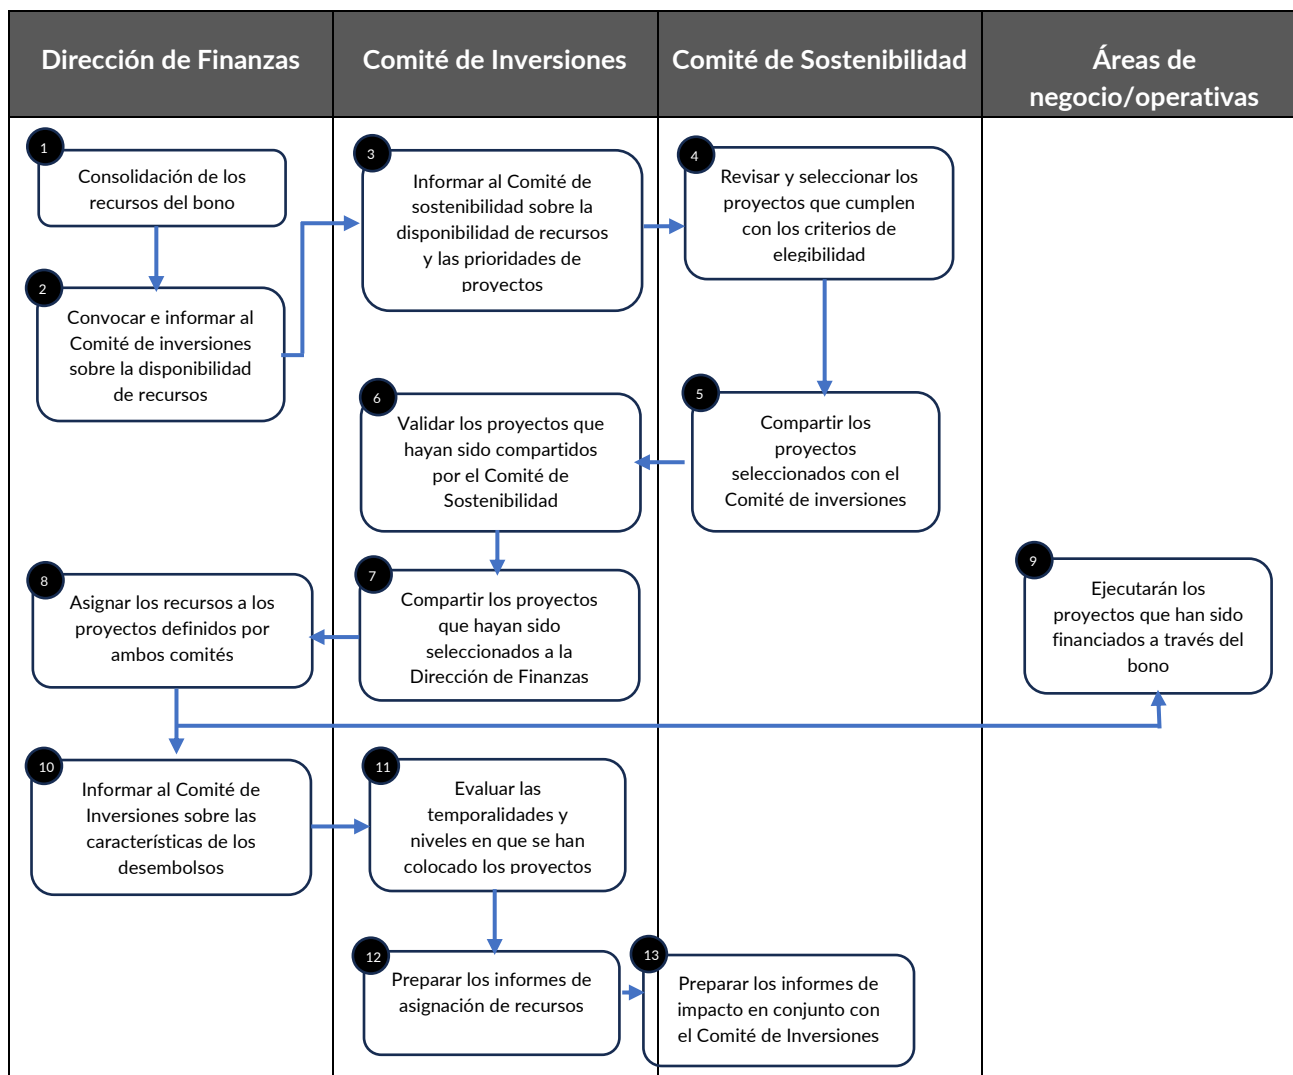 Dirección de Finanzas
Comité de Inversiones
Comité de Sostenibilidad
Áreas de
negocio/operativas
1
Consolidación de los
recursos del bono
2
Convocar e informar al
Comité de inversiones
sobre la disponibilidad
de recursos
3
Informar al Comité de
sostenibilidad sobre la
disponibilidad de recursos
y las prioridades de
proyectos
4
Revisar y seleccionar los
proyectos que cumplen
con los criterios de
elegibilidad
5
Compartir los
proyectos
seleccionados con el
Comité de inversiones
6
Validar los proyectos que
hayan sido compartidos
por el Comité de
Sostenibilidad
7
Compartir los proyectos
que hayan sido
seleccionados a la
Dirección de Finanzas
8
Asignar los recursos a los
proyectos definidos por
ambos comités
9
Ejecutarán los
proyectos que han sido
financiados a través del
bono
10
Informar al Comité de
Inversiones sobre las
características de los
desembolsos
11
Evaluar las
temporalidades y
niveles en que se han
colocado los proyectos
12
Preparar los informes de
asignación de recursos
13
Preparar los informes de
impacto en conjunto con
el Comité de Inversiones